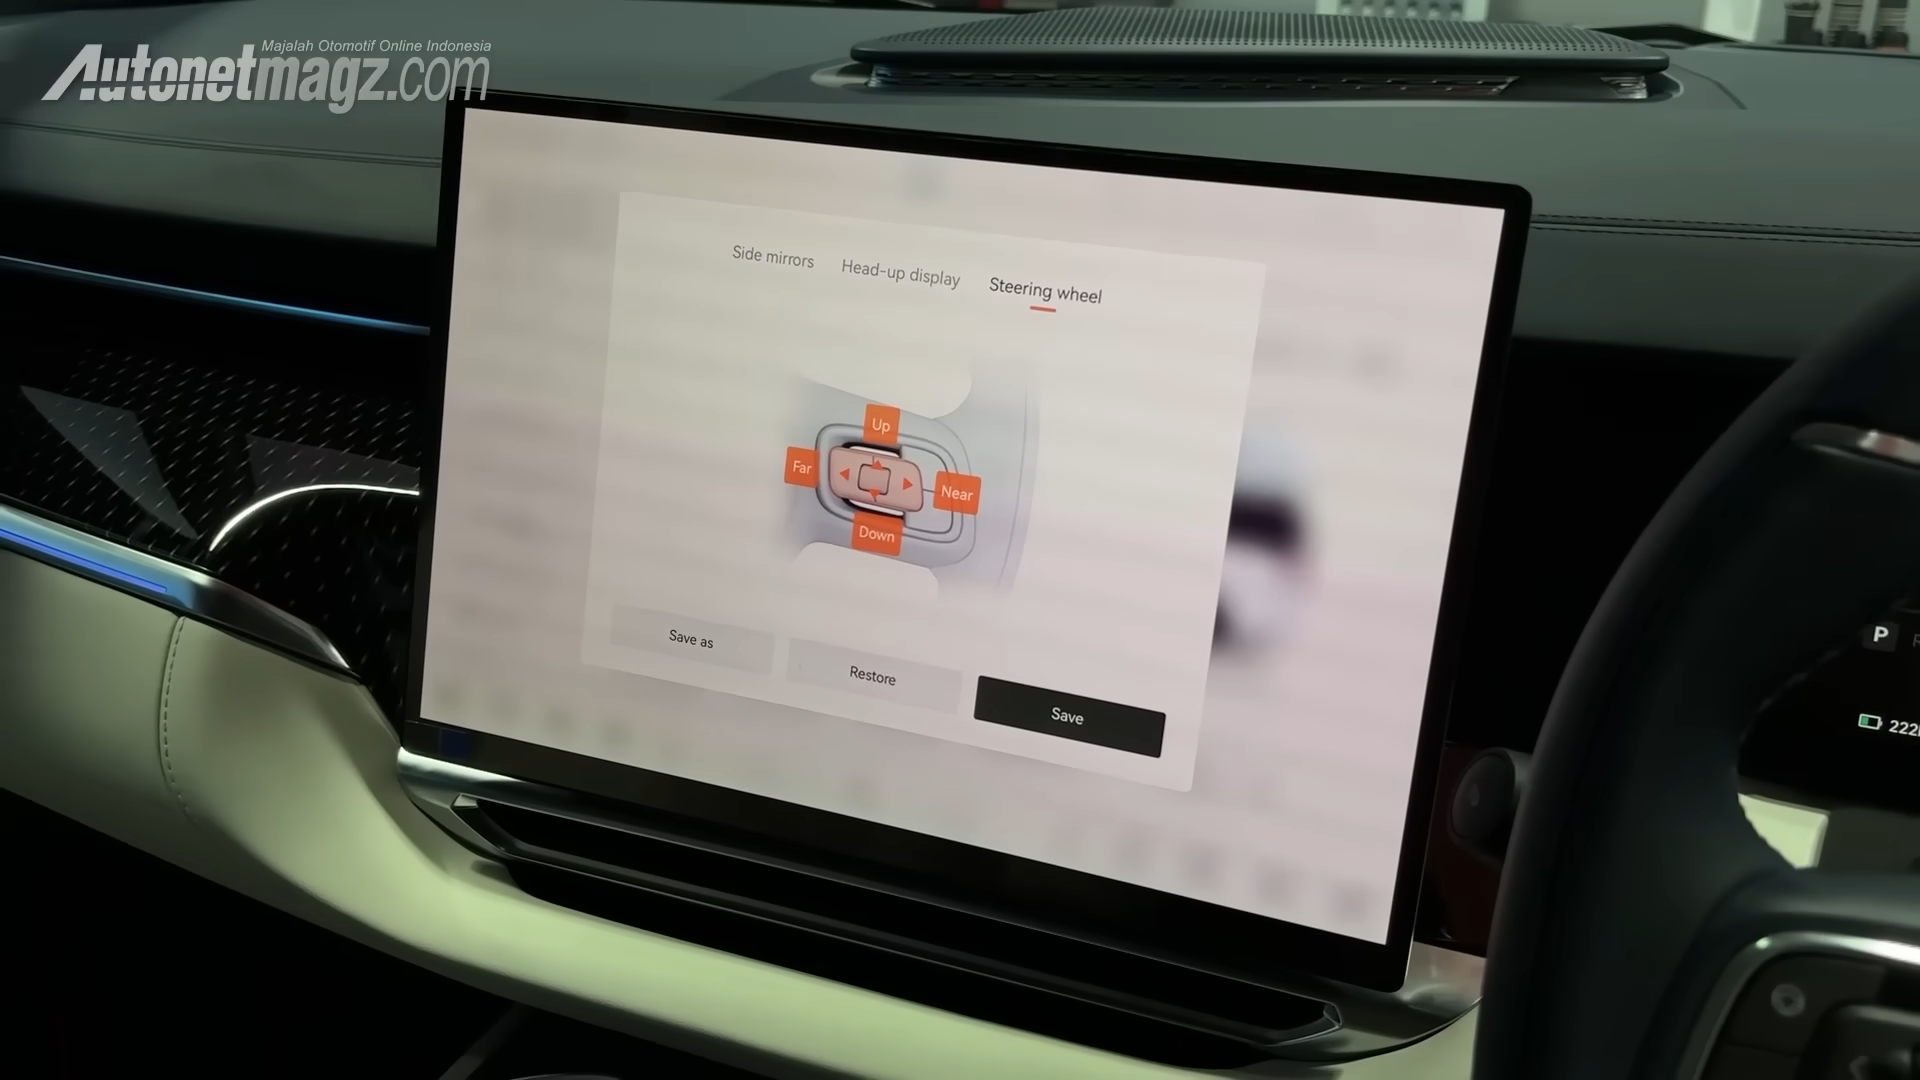 Majalah Otomotif Online Indonesia
Autonetmagz.com
Side mirrors
Head-up display
Steering wheel
Up
Far
Near
Down
Save as
Restore
Save
P
222